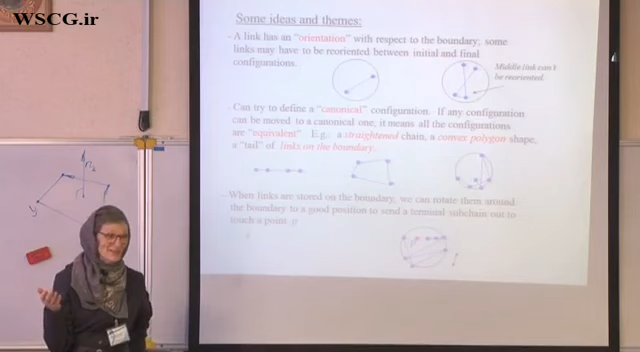 WSCG.ir
Some ideas and themes:
- A link has an "orientation" with respect to the boundary; some
links may have to be reoriented between initial and final
configurations.
Middle link can't
be reoriented.
- Can try to define a "canonical" configuration. If any configuration
can be moved to a canonical one, it means all the configurations
are "equivalent" E.g.: a straightened chain, a convex polygon shape,
a "tail" of links on the boundary.
- When links are stored on the boundary, we can rotate them around
the boundary to a good position to send a terminal subchain out to
touch a point p